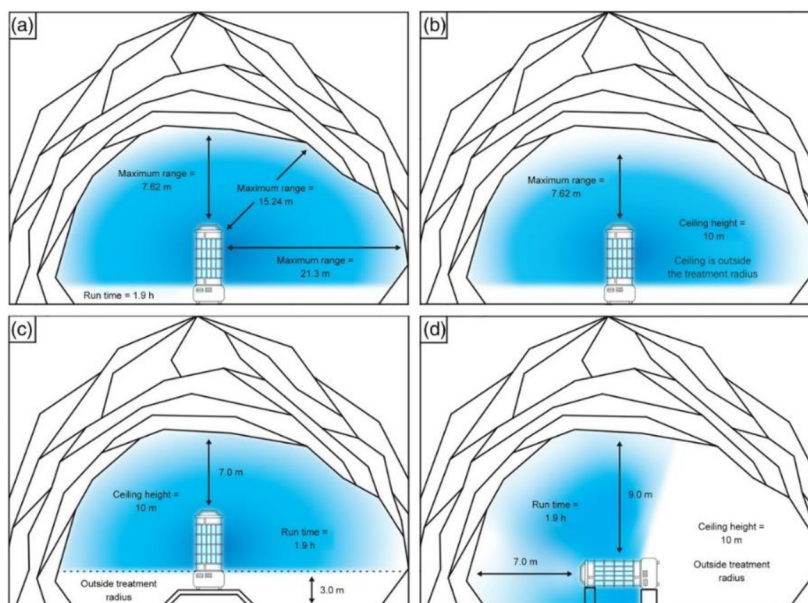 (a)
Maximum range =
7.62 m
Maximum range =
15.24 m
Maximum range =
21.3 m
Run time = 1.9 h
(b)
Maximum range =
7.62 m
Ceiling height =
10 m
Ceiling is outside
the treatment radius
(c)
7.0 m
Ceiling height =
10 m
Run time =
1.9 h
Outside treatment
radius
3.0 m
(d)
9.0 m
Run time =
1.9 h
Ceiling height =
10 m
7.0 m
Outside treatment
radius